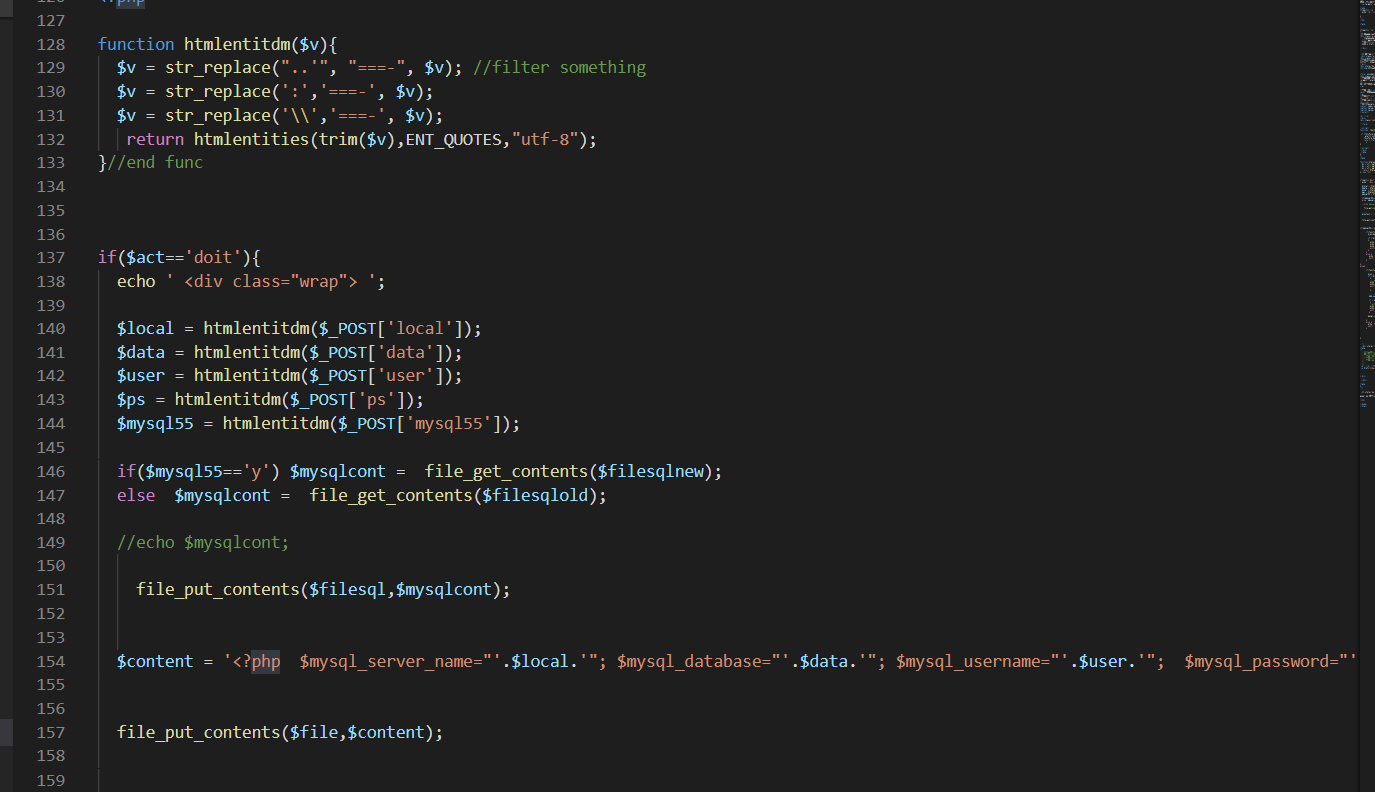 126 <?php
127
128 function htmlentitdm($v){
129 $v = str_replace("..'", "===-", $v); //filter something
130 $v = str_replace(':','===-', $v);
131 $v = str_replace('\\','===-', $v);
132 return htmlentities(trim($v),ENT_QUOTES,"utf-8");
133 }//end func
134
135
136
137 if($act=='doit'){
138 echo ' <div class="wrap"> ';
139
140 $local = htmlentitdm($_POST['local']);
141 $data = htmlentitdm($_POST['data']);
142 $user = htmlentitdm($_POST['user']);
143 $ps = htmlentitdm($_POST['ps']);
144 $mysql55 = htmlentitdm($_POST['mysql55']);
145
146 if($mysql55=='y') $mysqlcont =  file_get_contents($filesqlnew);
147 else  $mysqlcont =  file_get_contents($filesqlold);
148
149 //echo $mysqlcont;
150
151 file_put_contents($filesql,$mysqlcont);
152
153
154 $content = '<?php  $mysql_server_name="'.$local.'"; $mysql_database="'.$data.'"; $mysql_username="'.$user.'";  $mysql_password="'
155
156
157 file_put_contents($file,$content);
158
159